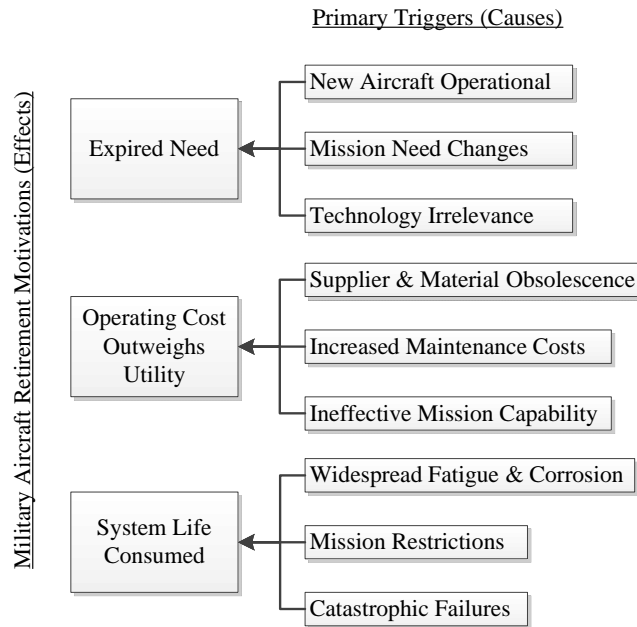 Primary Triggers (Causes)
Military Aircraft Retirement Motivations (Effects)
Expired Need
New Aircraft Operational
Mission Need Changes
Technology Irrelevance
Operating Cost
Outweighs
Utility
Supplier & Material Obsolescence
Increased Maintenance Costs
Ineffective Mission Capability
System Life
Consumed
Widespread Fatigue & Corrosion
Mission Restrictions
Catastrophic Failures